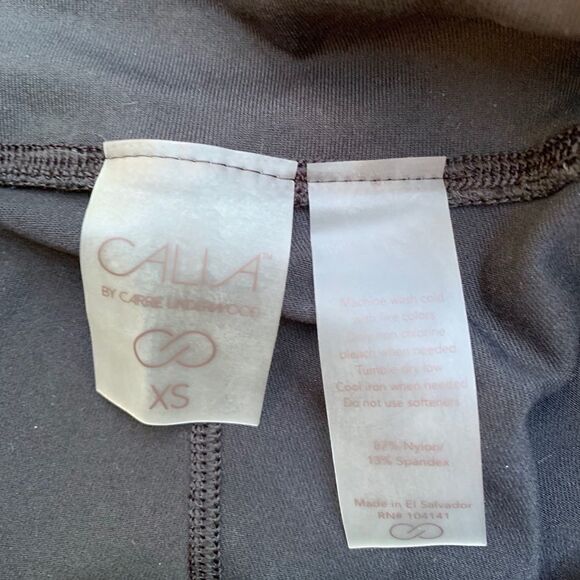 CALIA™
BY CARRIE UNDERWOOD
XS
Machine wash cold
with like colors
Only non chlorine
bleach when needed
Tumble dry low
Cool iron when needed
Do not use softeners
87% Nylon/
13% Spandex
Made in El Salvador
RN# 104141